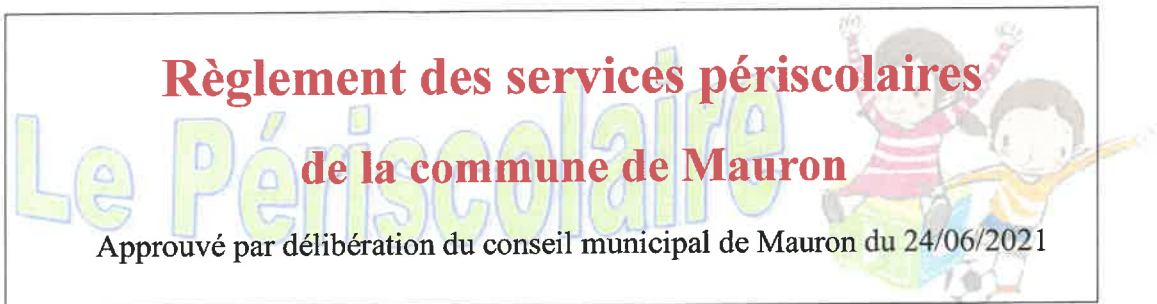 Règlement des services périscolaires
Le Périscolaire
de la commune de Mauron
Approuvé par délibération du conseil municipal de Mauron du 24/06/2021